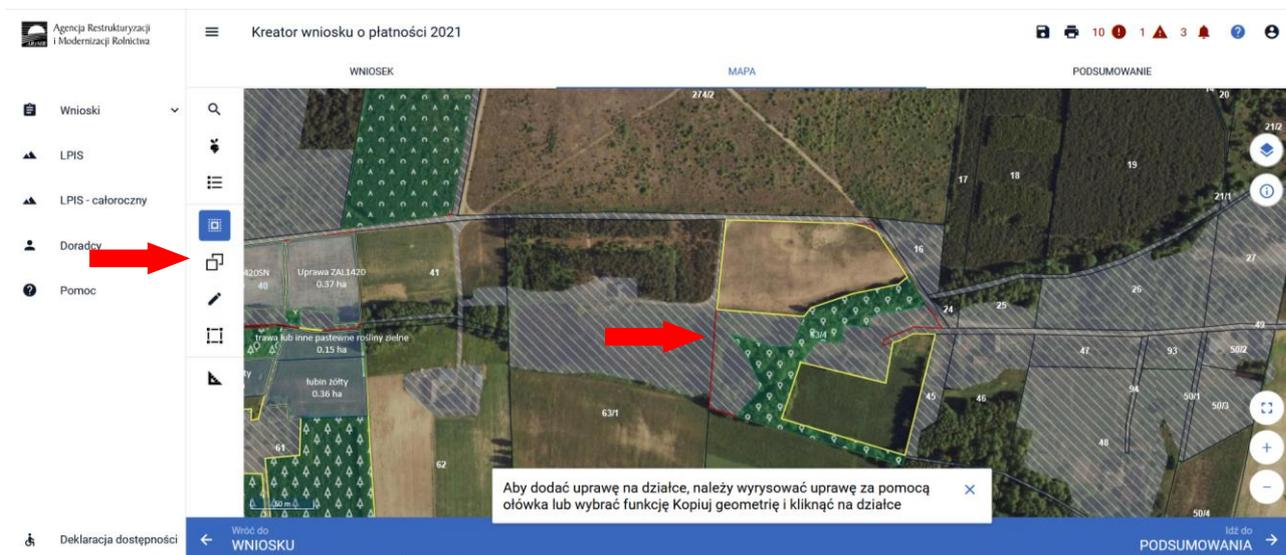 Agencja Restrukturyzacji
i Modernizacji Rolnictwa
Kreator wniosku o płatności 2021
10 1 3
WNIOSEK MAPA PODSUMOWANIE
Wnioski
LPIS
LPIS - całoroczny
Doradcy
Pomoc
274/2
20
21/2
19
17
18
21/1
16
27
420SN
40
Uprawa ZAL1420
0.37 ha
41
26
24
25
49
trawa lub inne pastewne rośliny zielne
0.15 ha
63/4
47
93
50/2
łubin żółty
0.36 ha
94
50/1
50/3
45
46
63/1
48
61
62
50 m
50/4
Aby dodać uprawę na działce, należy wyrysować uprawę za pomocą
ołówka lub wybrać funkcję Kopiuj geometrię i kliknąć na działce
Deklaracja dostępności
Wróć do
WNIOSKU
Idź do
PODSUMOWANIA